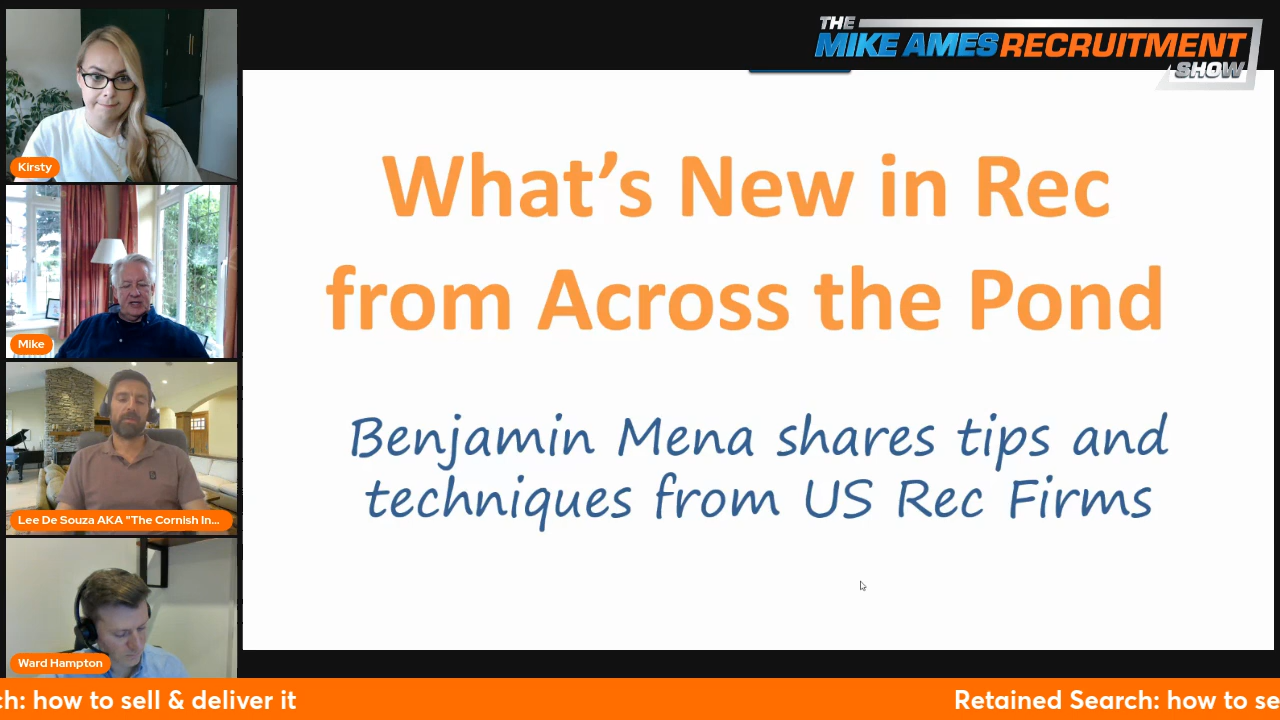 THE
MIKE AMES RECRUITMENT
SHOW
Kirsty
Mike
Lee De Souza AKA "The Cornish In...
Ward Hampton
What's New in Rec
from Across the Pond
Benjamin Mena shares tips and
techniques from US Rec Firms
ch: how to sell & deliver it
Retained Search: how to se